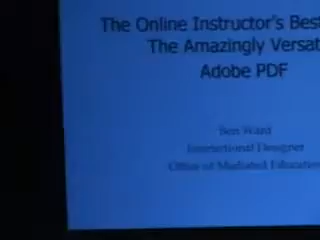 The Online Instructor's Best
The Amazingly Versat
Adobe PDF
Ben Ward
Instructional Designer
Office of Mediated Education